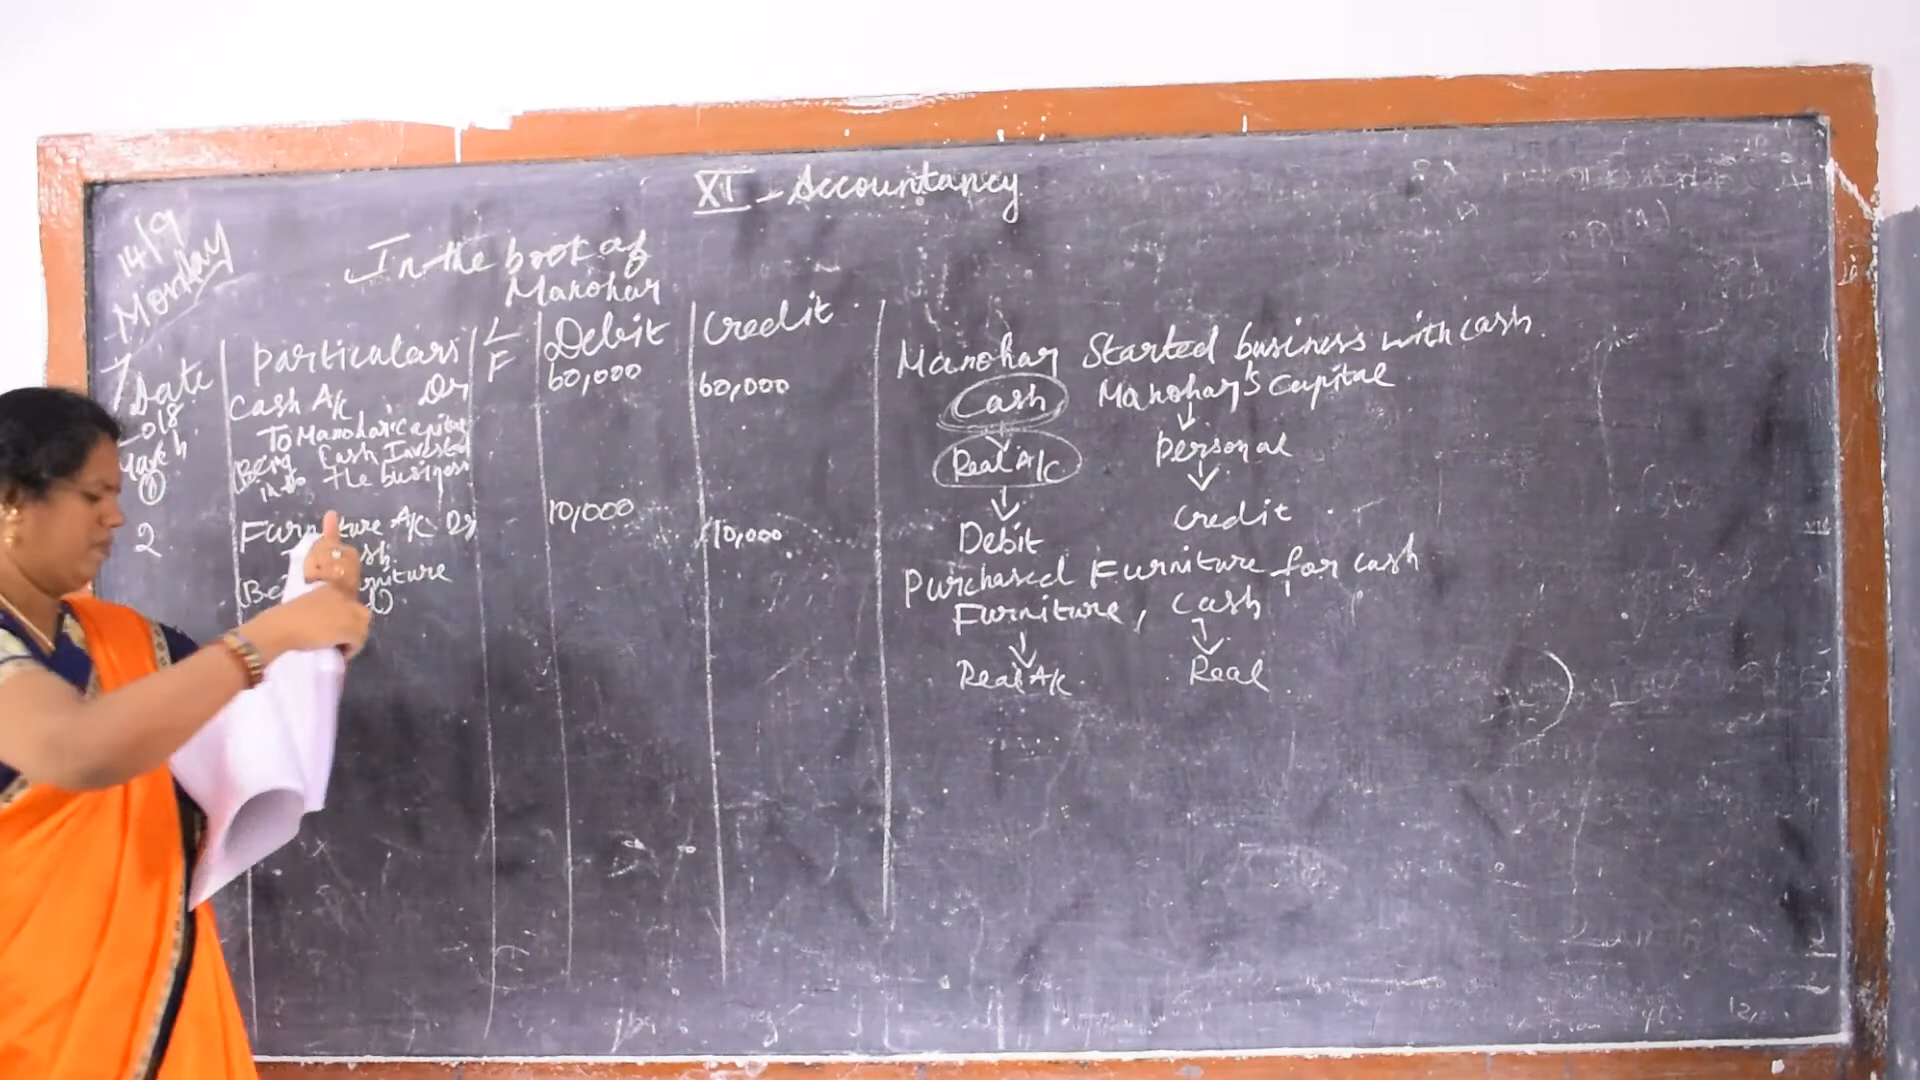 XI - Accountancy
14/9
Monday
In the book of
Manohar
Date Particulars L F Debit Credit
March Cash A/c Dr 60,000 60,000
To Manohar's capital
(Being Cash Invested
into the business
2 Furniture A/c Dr 10,000 10,000
Manohar Started business with cash
Cash Manohar's capital
Real A/c Personal
Debit Credit
Purchased Furniture for cash
Furniture, Cash
Real A/c Real